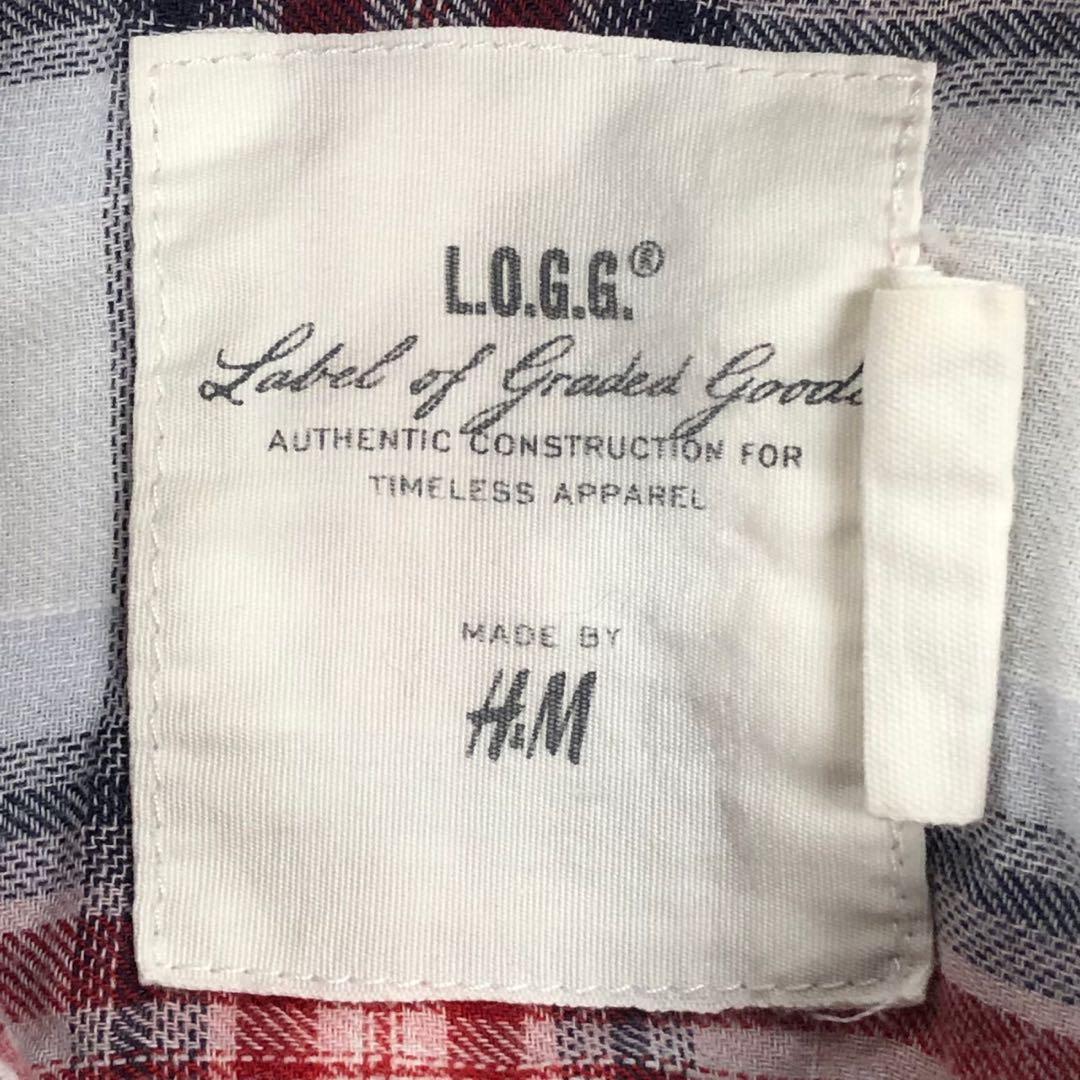 L.O.G.G.®
Label of Graded Goods
AUTHENTIC CONSTRUCTION FOR
TIMELESS APPAREL
MADE BY
H&M